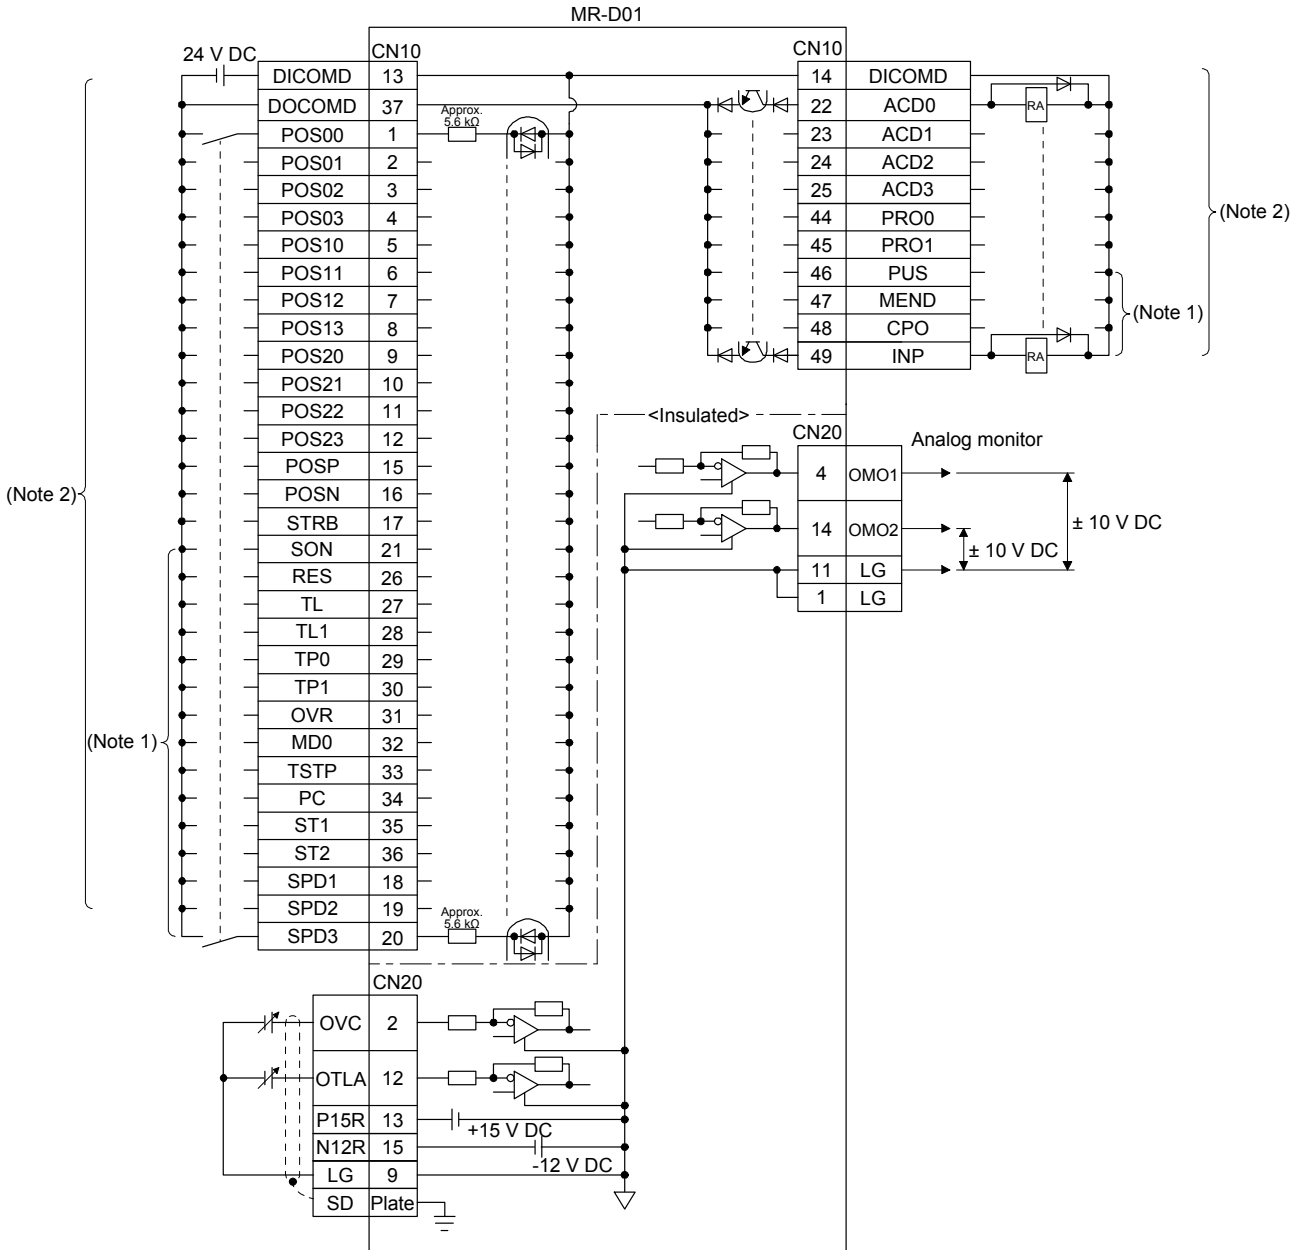 MR-D01
24 V DC
CN10
DICOMD 13
DOCOMD 37
POS00 1
POS01 2
POS02 3
POS03 4
POS10 5
POS11 6
POS12 7
POS13 8
POS20 9
POS21 10
POS22 11
POS23 12
POSP 15
POSN 16
STRB 17
SON 21
RES 26
TL 27
TL1 28
TP0 29
TP1 30
OVR 31
MD0 32
TSTP 33
PC 34
ST1 35
ST2 36
SPD1 18
SPD2 19
SPD3 20
Approx.
5.6 kΩ
Approx.
5.6 kΩ
(Note 2)
(Note 1)
CN10
14 DICOMD
22 ACD0
23 ACD1
24 ACD2
25 ACD3
44 PRO0
45 PRO1
46 PUS
47 MEND
48 CPO
49 INP
RA
RA
(Note 2)
(Note 1)
<Insulated>
CN20
Analog monitor
4 OMO1
14 OMO2
11 LG
1 LG
± 10 V DC
± 10 V DC
CN20
OVC 2
OTLA 12
P15R 13
N12R 15
LG 9
SD Plate
+15 V DC
-12 V DC